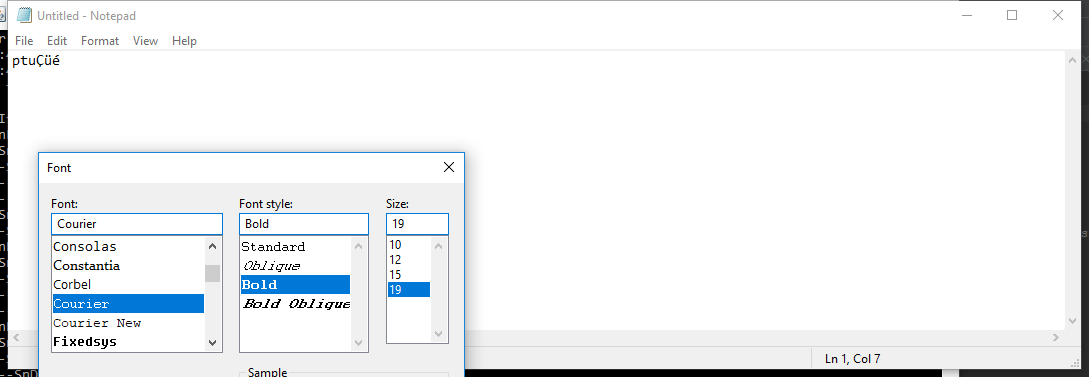 Untitled - Notepad
File Edit Format View Help
ptuÇüé
Font
Font: Font style: Size:
Courier Bold 19
Consolas
Constantia
Corbel
Courier
Courier New
Fixedsys
Standard
Oblique
Bold
Bold Oblique
10
12
15
19
Sample
Ln 1, Col 7